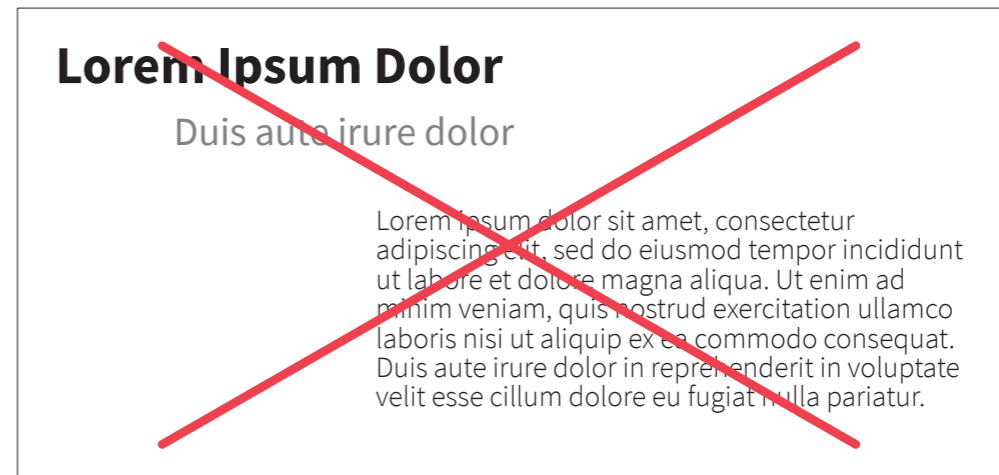 Lorem Ipsum Dolor
Duis aute irure dolor
Lorem ipsum dolor sit amet, consectetur
adipiscing elit, sed do eiusmod tempor incididunt
ut labore et dolore magna aliqua. Ut enim ad
minim veniam, quis nostrud exercitation ullamco
laboris nisi ut aliquip ex ea commodo consequat.
Duis aute irure dolor in reprehenderit in voluptate
velit esse cillum dolore eu fugiat nulla pariatur.